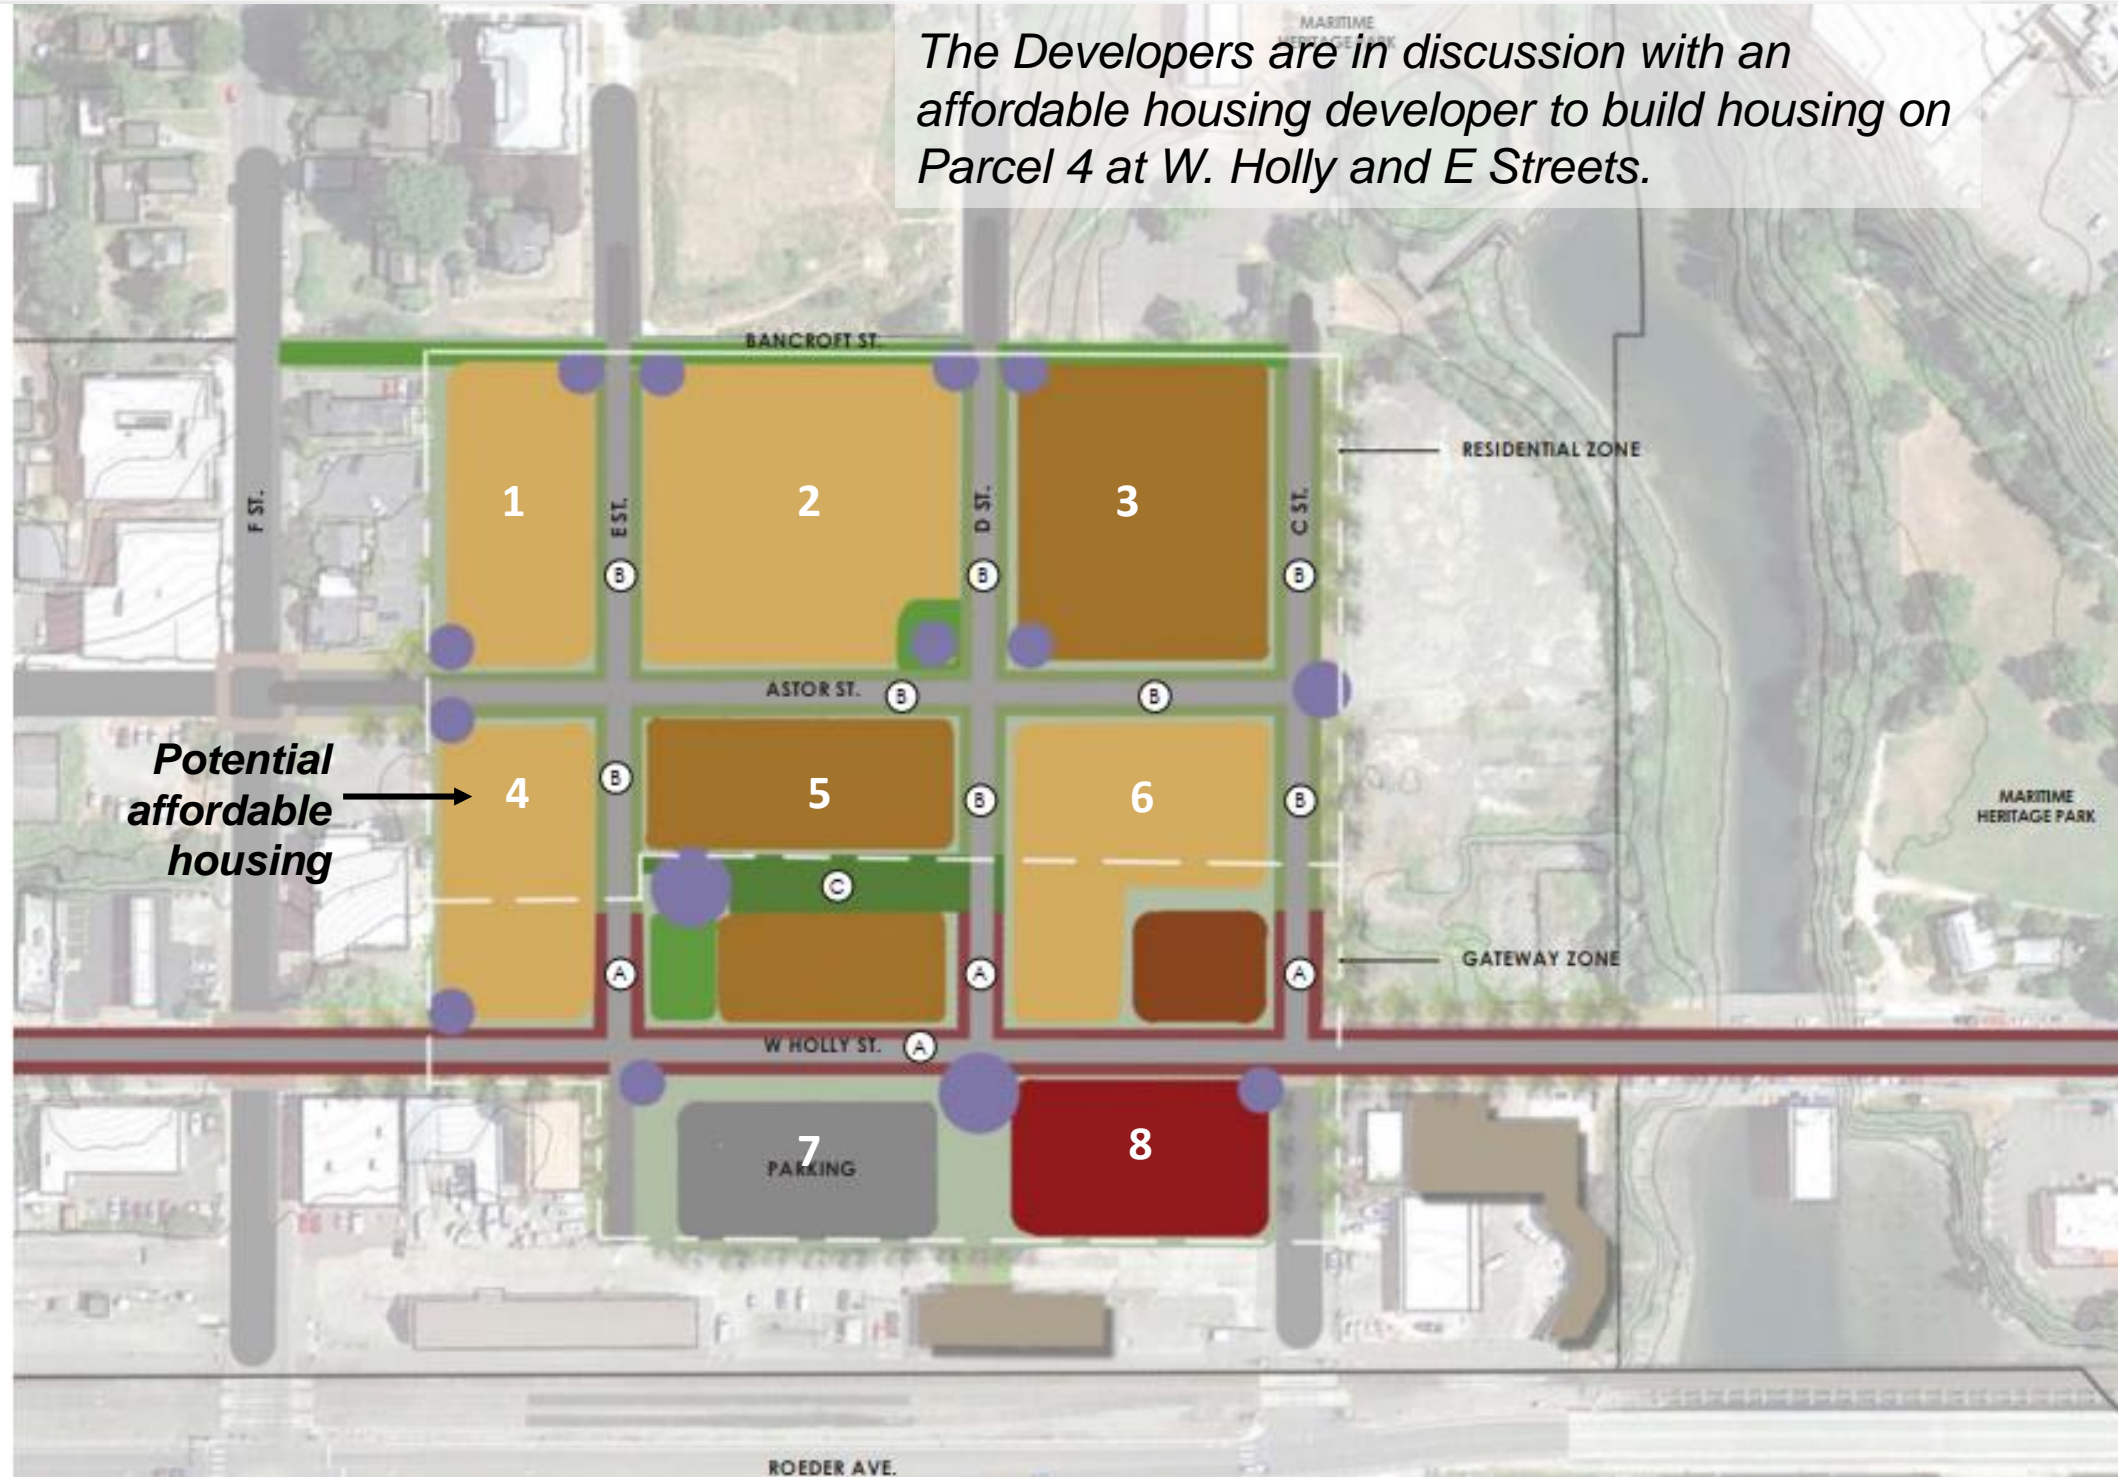 MARITIME
HERITAGE PARK
The Developers are in discussion with an
affordable housing developer to build housing on
Parcel 4 at W. Holly and E Streets.
BANCROFT ST.
RESIDENTIAL ZONE
1
2
3
F ST.
E ST.
D ST.
C ST.
B
B
B
ASTOR ST.
B
B
Potential
affordable
housing
4
B
5
B
6
B
MARITIME
HERITAGE PARK
C
GATEWAY ZONE
A
A
A
W HOLLY ST.
A
7
PARKING
8
ROEDER AVE.